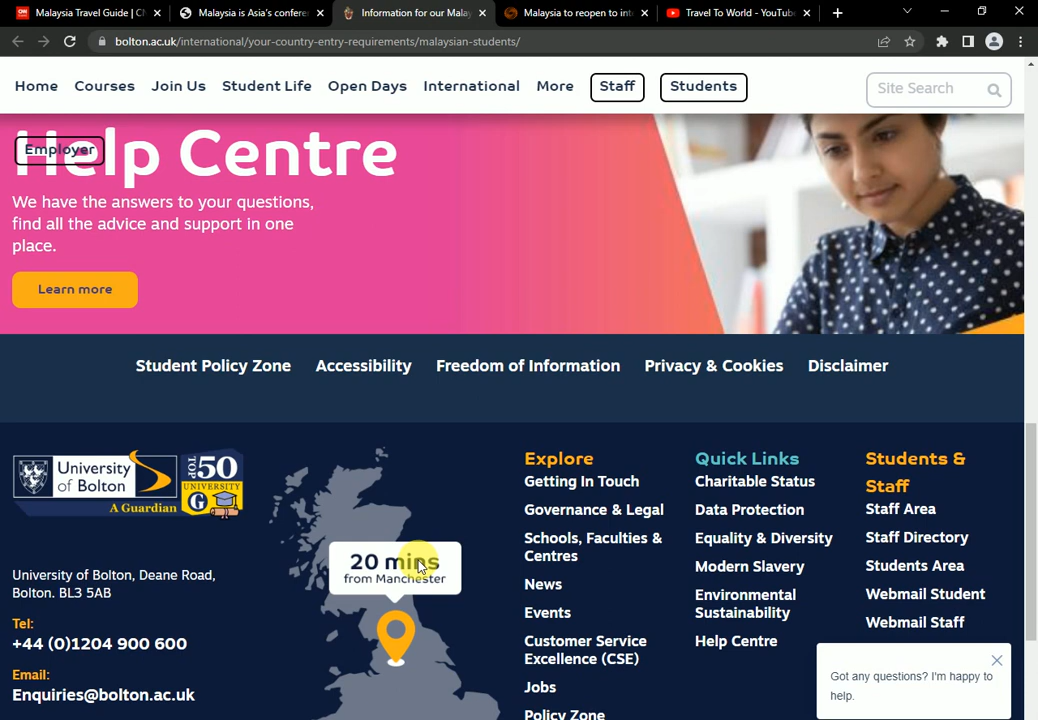 Malaysia Travel Guide | CN
Malaysia is Asia's confere
Information for our Malay
Malaysia to reopen to inte
Travel To World - YouTube
bolton.ac.uk/international/your-country-entry-requirements/malaysian-students/
Home Courses Join Us Student Life Open Days International More Staff Students
Site Search
Employer
Help Centre
We have the answers to your questions,
find all the advice and support in one
place.
Learn more
Student Policy Zone Accessibility Freedom of Information Privacy & Cookies Disclaimer
University
of Bolton
A Guardian
TOP 50
UNIVERSITY
G
University of Bolton, Deane Road,
Bolton. BL3 5AB
Tel:
+44 (0)1204 900 600
Email:
Enquiries@bolton.ac.uk
20 mins
from Manchester
Explore
Getting In Touch
Governance & Legal
Schools, Faculties &
Centres
News
Events
Customer Service
Excellence (CSE)
Jobs
Policy Zone
Quick Links
Charitable Status
Data Protection
Equality & Diversity
Modern Slavery
Environmental
Sustainability
Help Centre
Students &
Staff
Staff Area
Staff Directory
Students Area
Webmail Student
Webmail Staff
Got any questions? I'm happy to
help.